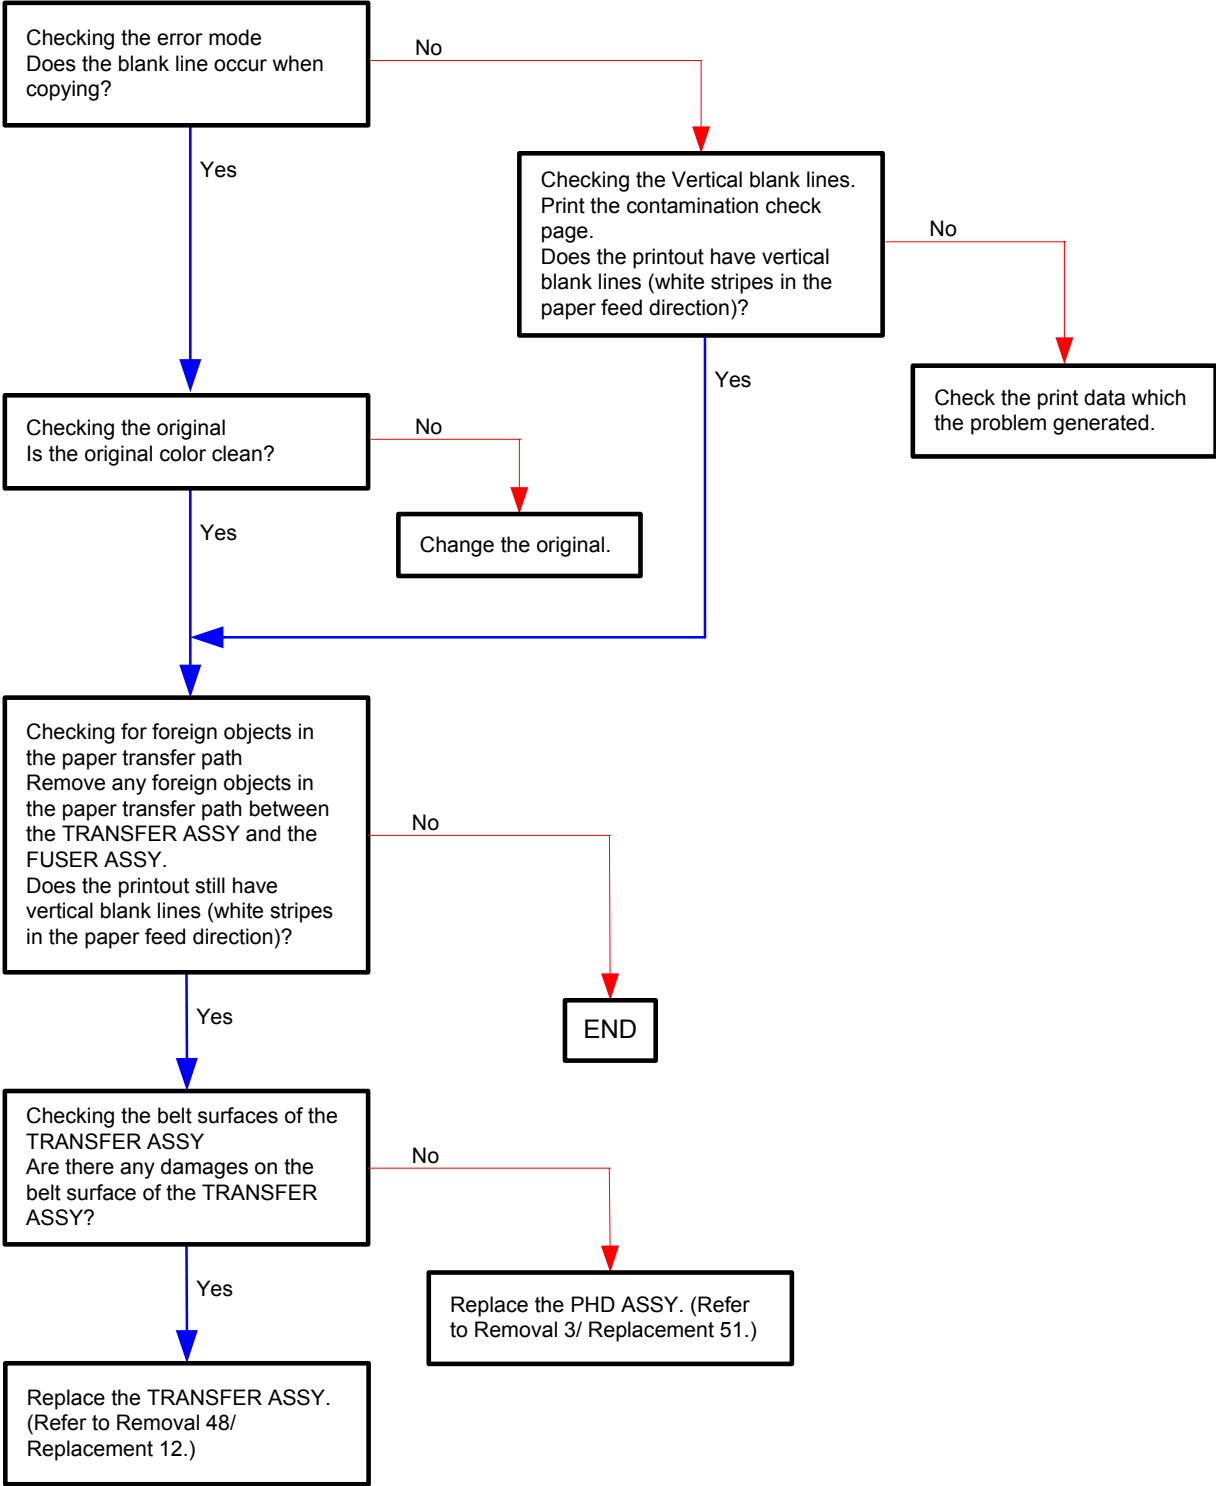 Checking the error mode
Does the blank line occur when
copying?
No
Yes
Checking the Vertical blank lines.
Print the contamination check
page.
Does the printout have vertical
blank lines (white stripes in the
paper feed direction)?
No
Yes
Check the print data which
the problem generated.
Checking the original
Is the original color clean?
No
Yes
Change the original.
Checking for foreign objects in
the paper transfer path
Remove any foreign objects in
the paper transfer path between
the TRANSFER ASSY and the
FUSER ASSY.
Does the printout still have
vertical blank lines (white stripes
in the paper feed direction)?
No
Yes
END
Checking the belt surfaces of the
TRANSFER ASSY
Are there any damages on the
belt surface of the TRANSFER
ASSY?
No
Yes
Replace the PHD ASSY. (Refer
to Removal 3/ Replacement 51.)
Replace the TRANSFER ASSY.
(Refer to Removal 48/
Replacement 12.)